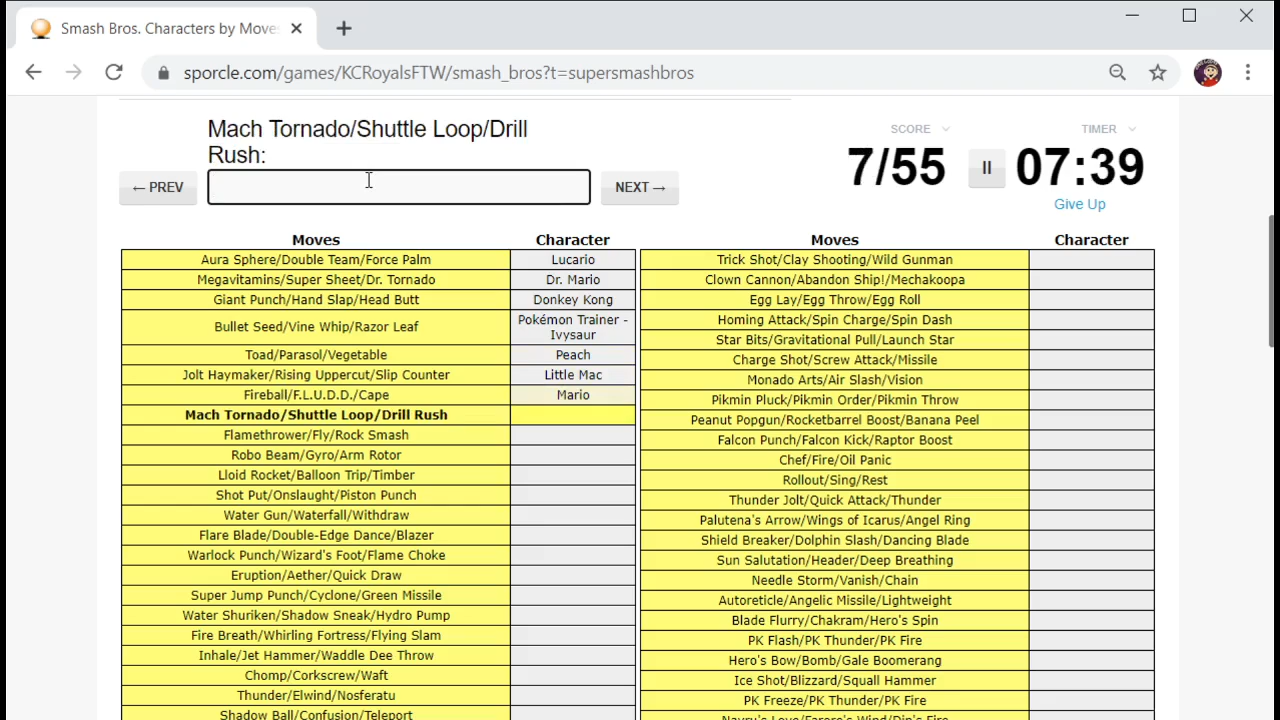 Smash Bros. Characters by Move
sporcle.com/games/KCRoyalsFTW/smash_bros?t=supersmashbros
Mach Tornado/Shuttle Loop/Drill
Rush:
← PREV
NEXT →
SCORE
7/55
II
TIMER
07:39
Give Up
Moves Character
Aura Sphere/Double Team/Force Palm Lucario
Megavitamins/Super Sheet/Dr. Tornado Dr. Mario
Giant Punch/Hand Slap/Head Butt Donkey Kong
Bullet Seed/Vine Whip/Razor Leaf Pokémon Trainer -
Ivysaur
Toad/Parasol/Vegetable Peach
Jolt Haymaker/Rising Uppercut/Slip Counter Little Mac
Fireball/F.L.U.D.D./Cape Mario
Mach Tornado/Shuttle Loop/Drill Rush
Flamethrower/Fly/Rock Smash
Robo Beam/Gyro/Arm Rotor
Lloid Rocket/Balloon Trip/Timber
Shot Put/Onslaught/Piston Punch
Water Gun/Waterfall/Withdraw
Flare Blade/Double-Edge Dance/Blazer
Warlock Punch/Wizard's Foot/Flame Choke
Eruption/Aether/Quick Draw
Super Jump Punch/Cyclone/Green Missile
Water Shuriken/Shadow Sneak/Hydro Pump
Fire Breath/Whirling Fortress/Flying Slam
Inhale/Jet Hammer/Waddle Dee Throw
Chomp/Corkscrew/Waft
Thunder/Elwind/Nosferatu
Shadow Ball/Confusion/Teleport
Moves Character
Trick Shot/Clay Shooting/Wild Gunman
Clown Cannon/Abandon Ship!/Mechakoopa
Egg Lay/Egg Throw/Egg Roll
Homing Attack/Spin Charge/Spin Dash
Star Bits/Gravitational Pull/Launch Star
Charge Shot/Screw Attack/Missile
Monado Arts/Air Slash/Vision
Pikmin Pluck/Pikmin Order/Pikmin Throw
Peanut Popgun/Rocketbarrel Boost/Banana Peel
Falcon Punch/Falcon Kick/Raptor Boost
Chef/Fire/Oil Panic
Rollout/Sing/Rest
Thunder Jolt/Quick Attack/Thunder
Palutena's Arrow/Wings of Icarus/Angel Ring
Shield Breaker/Dolphin Slash/Dancing Blade
Sun Salutation/Header/Deep Breathing
Needle Storm/Vanish/Chain
Autoreticle/Angelic Missile/Lightweight
Blade Flurry/Chakram/Hero's Spin
PK Flash/PK Thunder/PK Fire
Hero's Bow/Bomb/Gale Boomerang
Ice Shot/Blizzard/Squall Hammer
PK Freeze/PK Thunder/PK Fire
Nayru's Love/Farore's Wind/Din's Fire